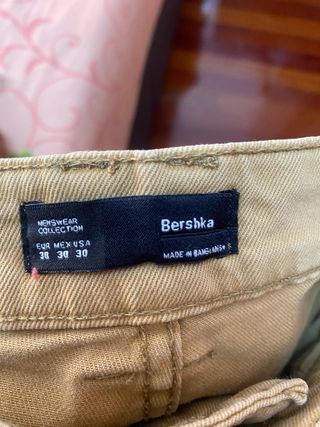 MENSWEAR
COLLECTION
EUR MEX USA
38 30 30
Bershka
MADE IN BANGLADESH